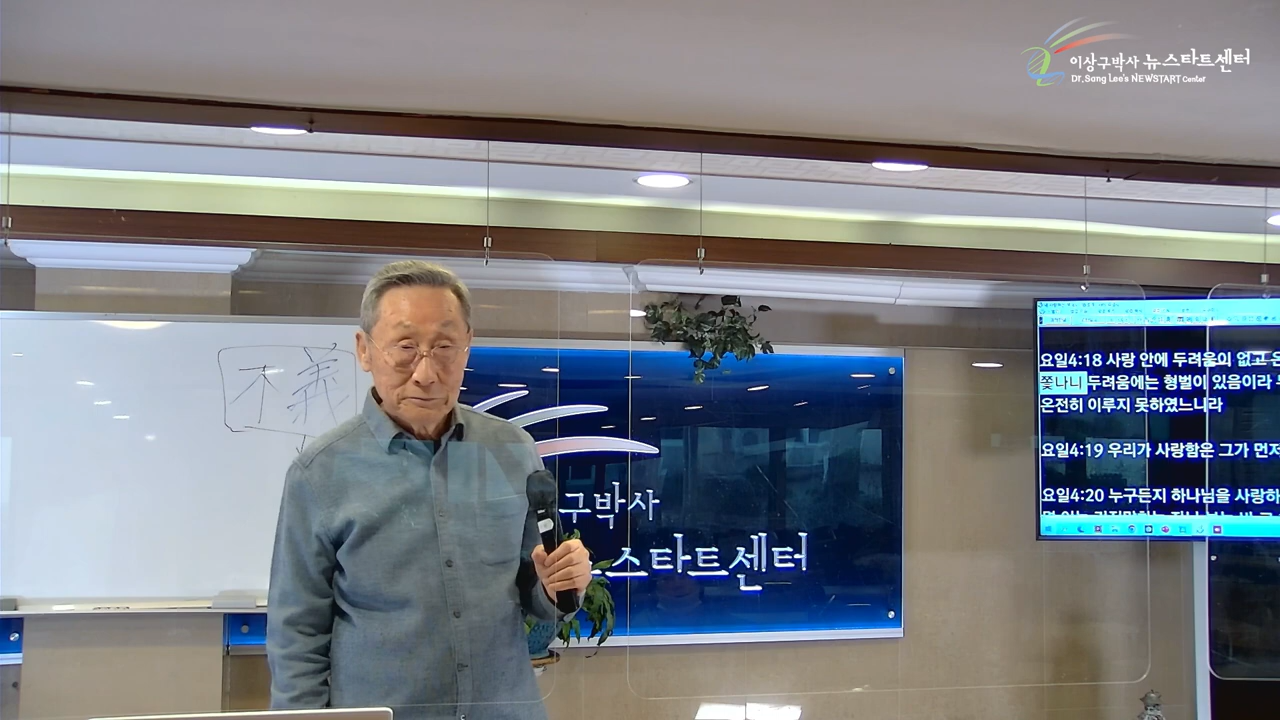 이상구박사 뉴스타트센터
Dr. Sang Lee's NEWSTART Center
不義
구박사
스타트센터
요일4:18 사랑 안에 두려움이 없고 온
쫓나니 두려움에는 형벌이 있음이라
온전히 이루지 못하였느니라
요일4:19 우리가 사랑함은 그가 먼저
요일4:20 누구든지 하나님을 사랑하